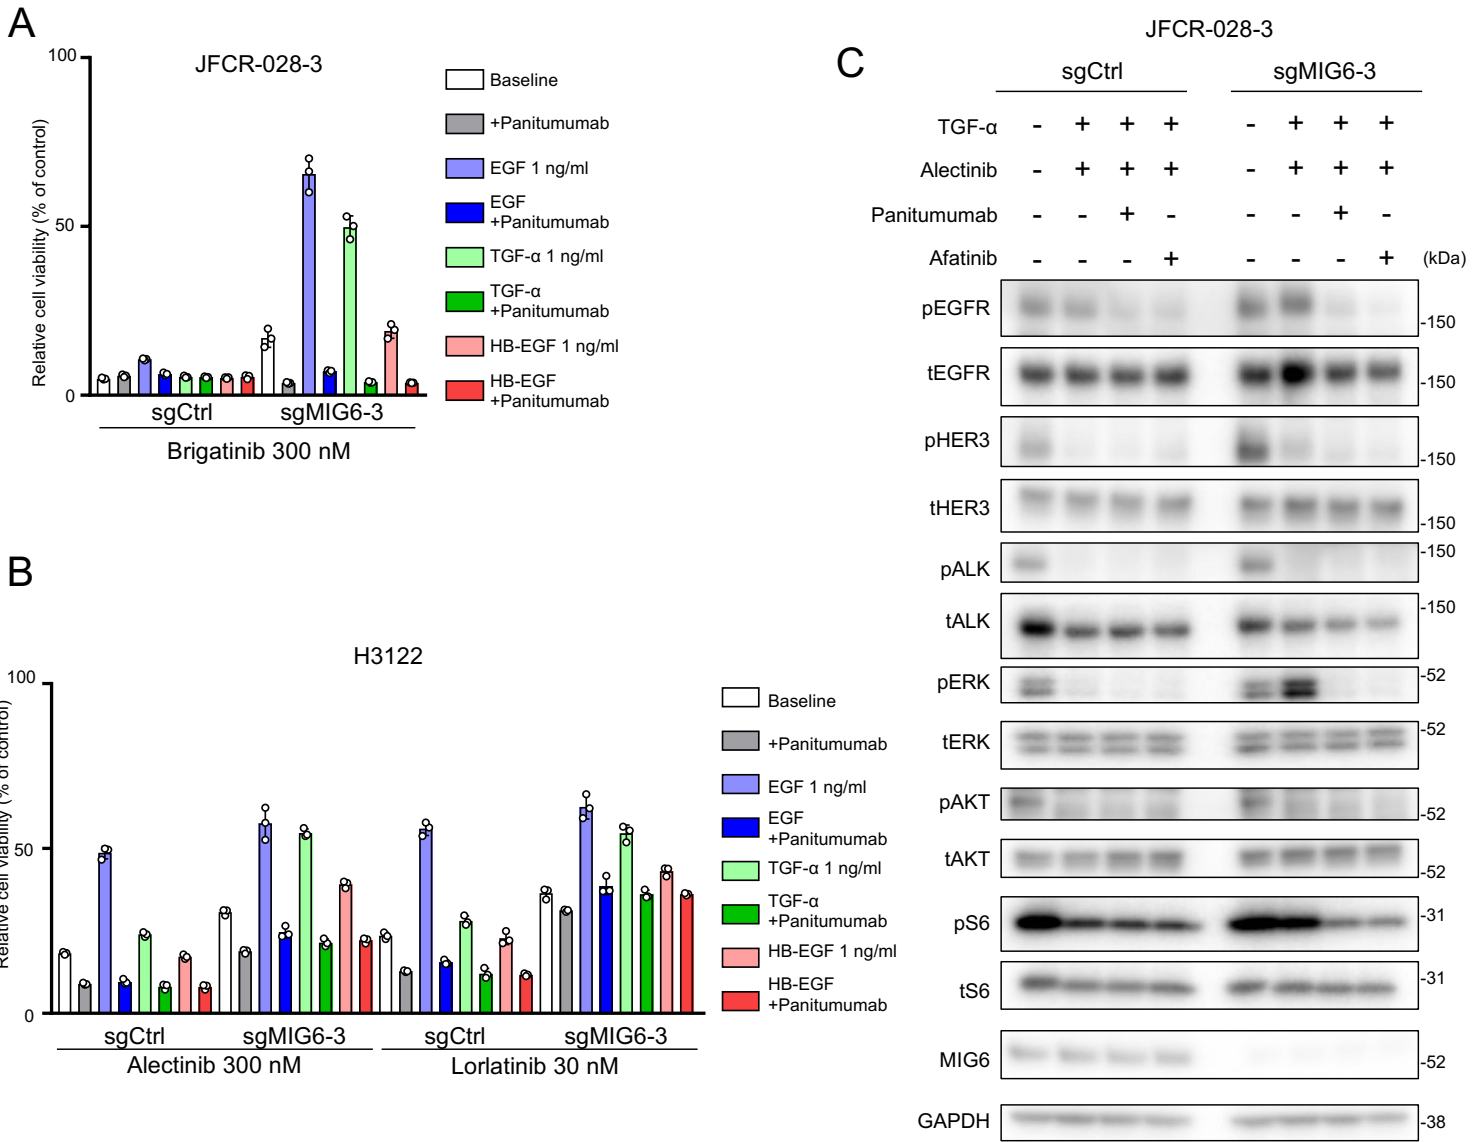 A
JFCR-028-3
Relative cell viability (% of control)
100
50
0
Baseline
+Panitumumab
EGF 1 ng/ml
EGF
+Panitumumab
TGF-α 1 ng/ml
TGF-α
+Panitumumab
HB-EGF 1 ng/ml
HB-EGF
+Panitumumab
sgCtrl sgMIG6-3
Brigatinib 300 nM
B
H3122
Relative cell viability (% of control)
100
50
0
Baseline
+Panitumumab
EGF 1 ng/ml
EGF
+Panitumumab
TGF-α 1 ng/ml
TGF-α
+Panitumumab
HB-EGF 1 ng/ml
HB-EGF
+Panitumumab
sgCtrl sgMIG6-3 sgCtrl sgMIG6-3
Alectinib 300 nM Lorlatinib 30 nM
C
JFCR-028-3
sgCtrl sgMIG6-3
TGF-α - + + + - + + +
Alectinib - + + + - + + +
Panitumumab - - + - - - + -
Afatinib - - - + - - - + (kDa)
pEGFR -150
tEGFR -150
pHER3 -150
tHER3 -150
pALK -150
tALK -150
pERK -52
tERK -52
pAKT -52
tAKT -52
pS6 -31
tS6 -31
MIG6 -52
GAPDH -38